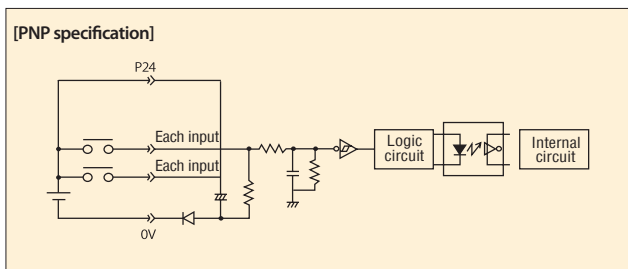 [PNP specification]
P24
Each input
Each input
0V
Logic
circuit
Internal
circuit